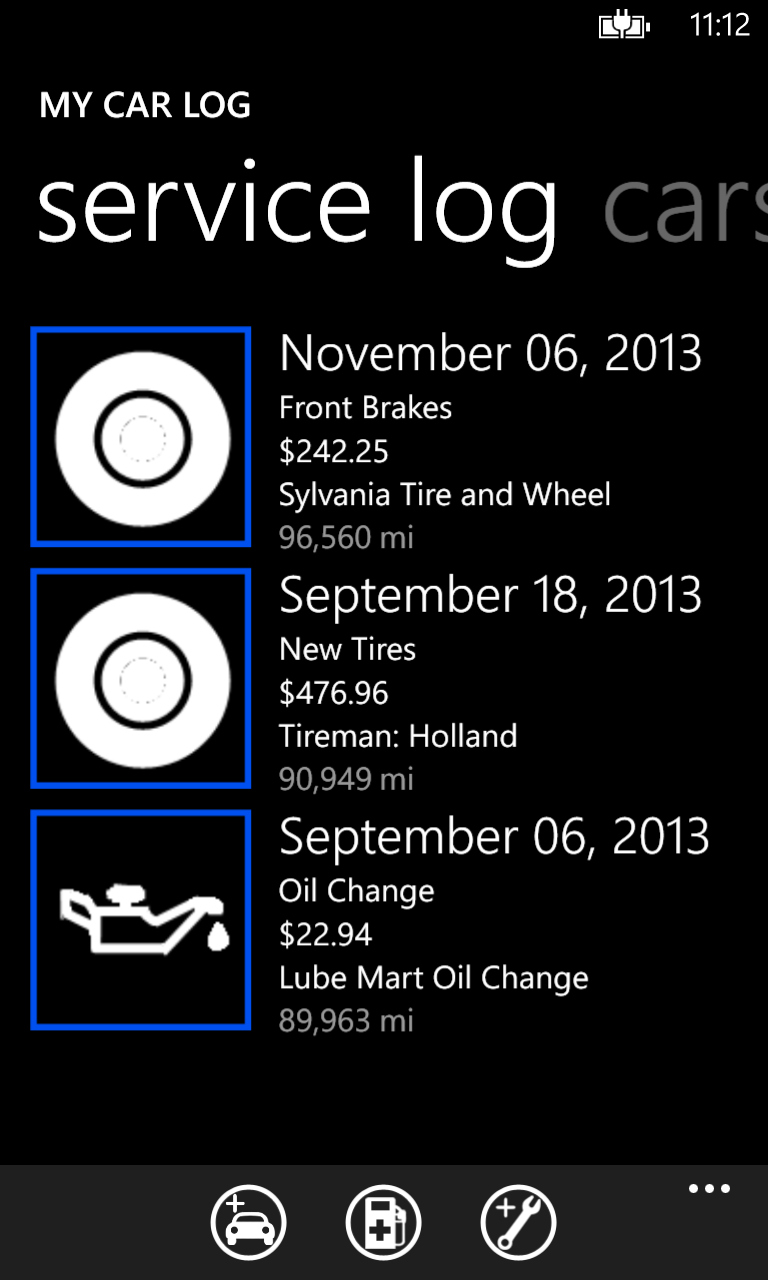 11:12
MY CAR LOG
service log cars
November 06, 2013
Front Brakes
$242.25
Sylvania Tire and Wheel
96,560 mi
September 18, 2013
New Tires
$476.96
Tireman: Holland
90,949 mi
September 06, 2013
Oil Change
$22.94
Lube Mart Oil Change
89,963 mi